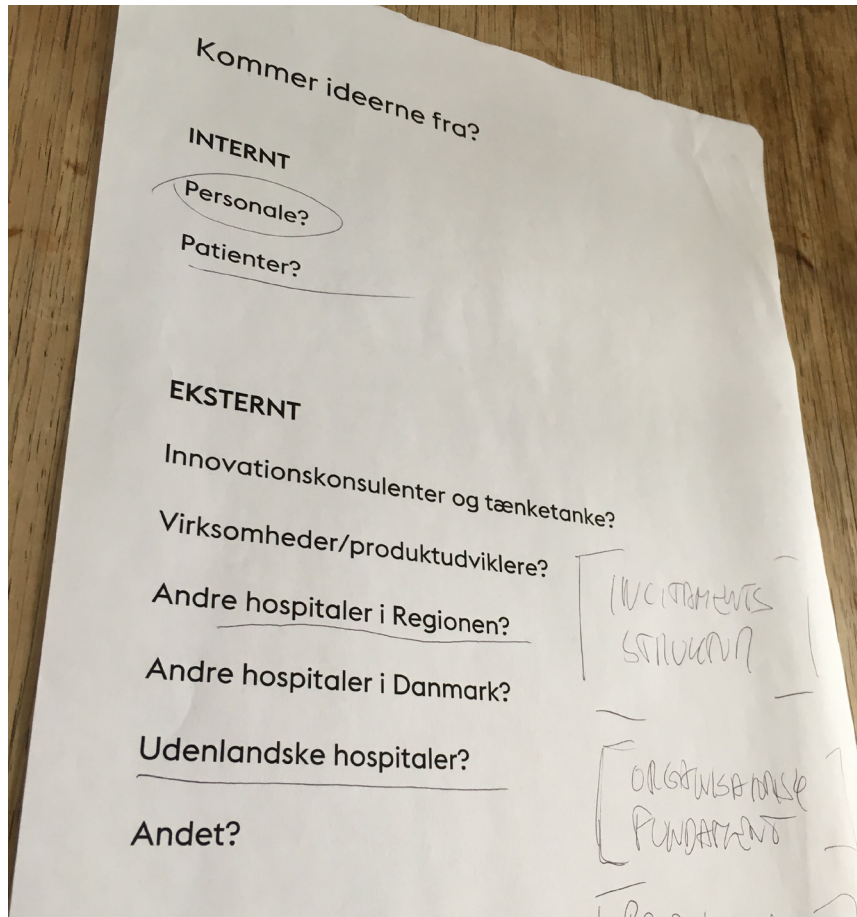 Kommer ideerne fra?
INTERNT
Personale?
Patienter?
EKSTERNT
Innovationskonsulenter og tænketanke?
Virksomheder/produktudviklere?
Andre hospitaler i Regionen?
Andre hospitaler i Danmark?
Udenlandske hospitaler?
Andet?
INCITAMENTS
STRUKTUR
ORGANISATORISK
FUNDAMENT